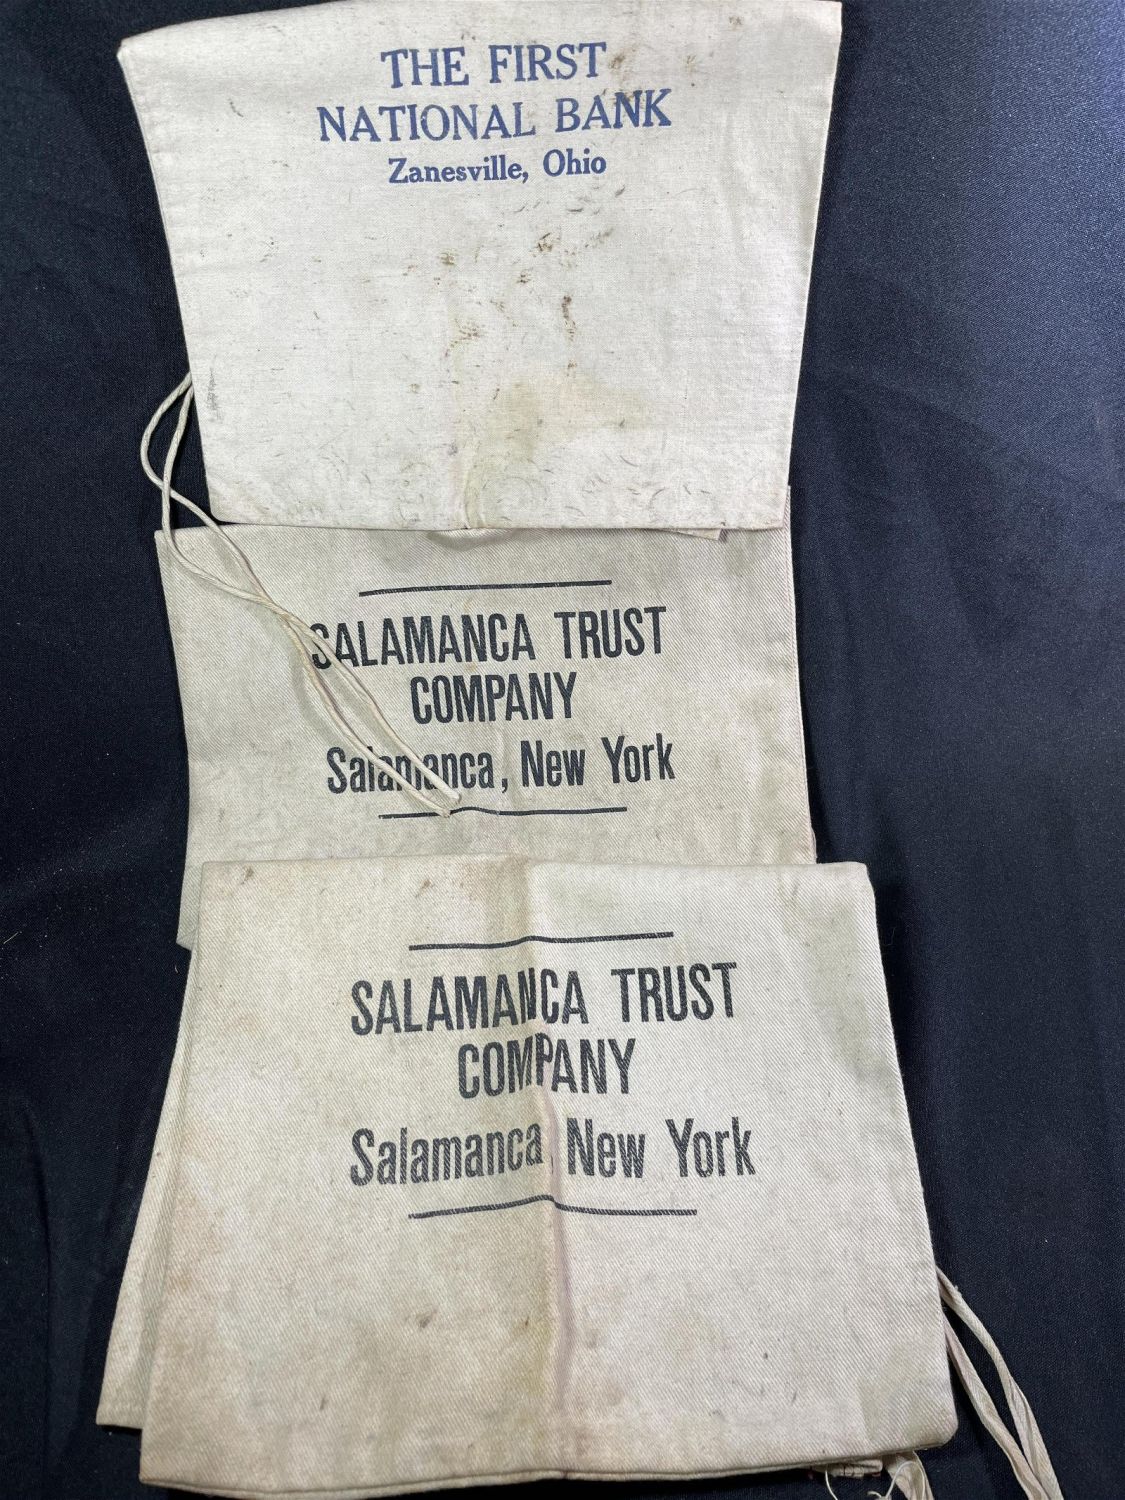 THE FIRST
NATIONAL BANK
Zanesville, Ohio
SALAMANCA TRUST
COMPANY
Salamanca, New York
SALAMANCA TRUST
COMPANY
Salamanca, New York